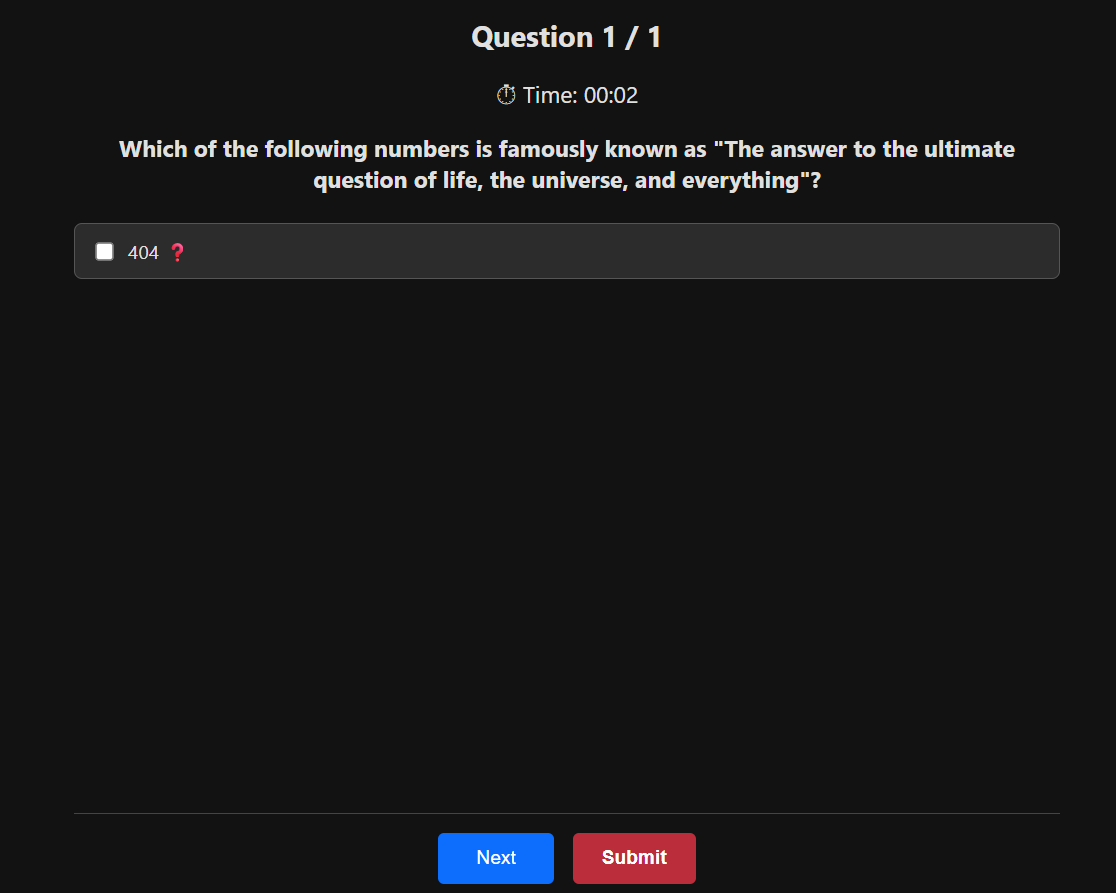 Question 1 / 1
⏱ Time: 00:02
Which of the following numbers is famously known as "The answer to the ultimate
question of life, the universe, and everything"?
404 ❓
Next
Submit